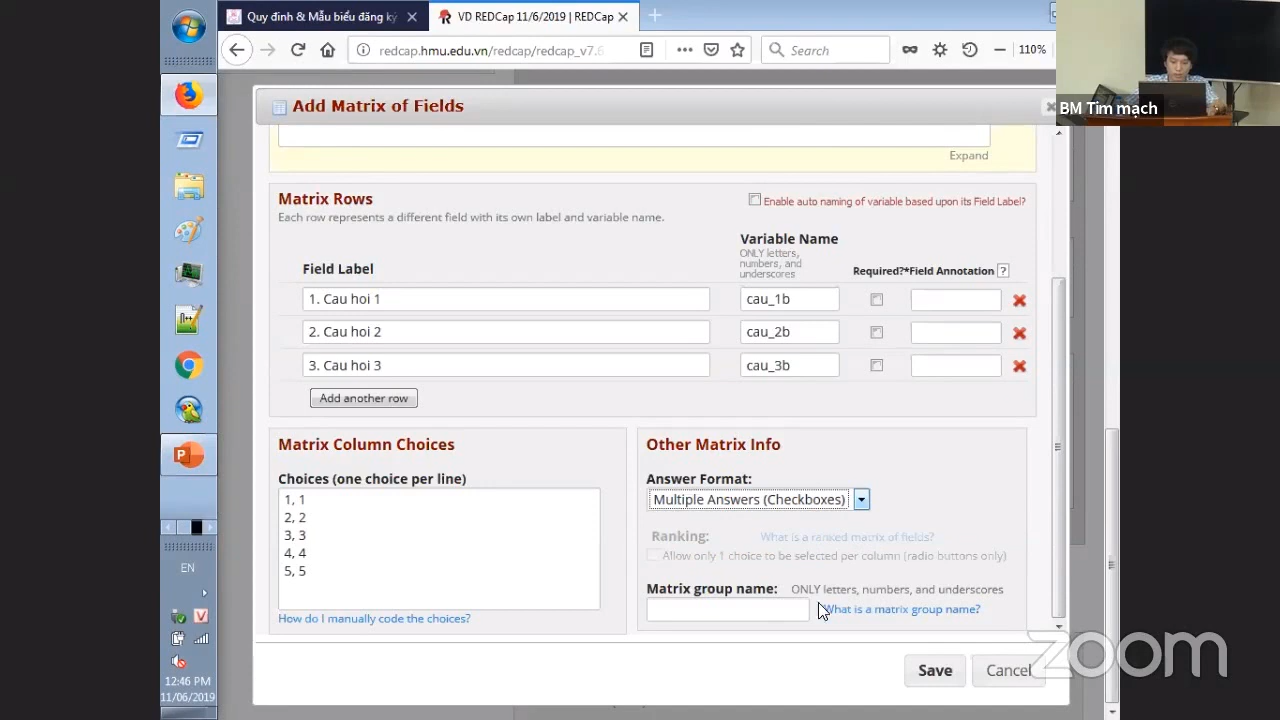 Quy định & Mẫu biểu đăng ký
VD REDCap 11/6/2019 | REDCap
redcap.hmu.edu.vn/redcap/redcap_v7.6
Search
110%
BM Tim mạch
Add Matrix of Fields
Expand
Matrix Rows
Enable auto naming of variable based upon its Field Label?
Each row represents a different field with its own label and variable name.
Variable Name
ONLY letters,
numbers, and
underscores
Field Label
Required?*
Field Annotation ?
1. Cau hoi 1
cau_1b
2. Cau hoi 2
cau_2b
3. Cau hoi 3
cau_3b
Add another row
Matrix Column Choices
Choices (one choice per line)
1, 1
2, 2
3, 3
4, 4
5, 5
How do I manually code the choices?
Other Matrix Info
Answer Format:
Multiple Answers (Checkboxes)
Ranking:
What is a ranked matrix of fields?
Allow only 1 choice to be selected per column (radio buttons only)
Matrix group name:
ONLY letters, numbers, and underscores
What is a matrix group name?
Save
Cancel
EN
12:46 PM
11/06/2019
zoom